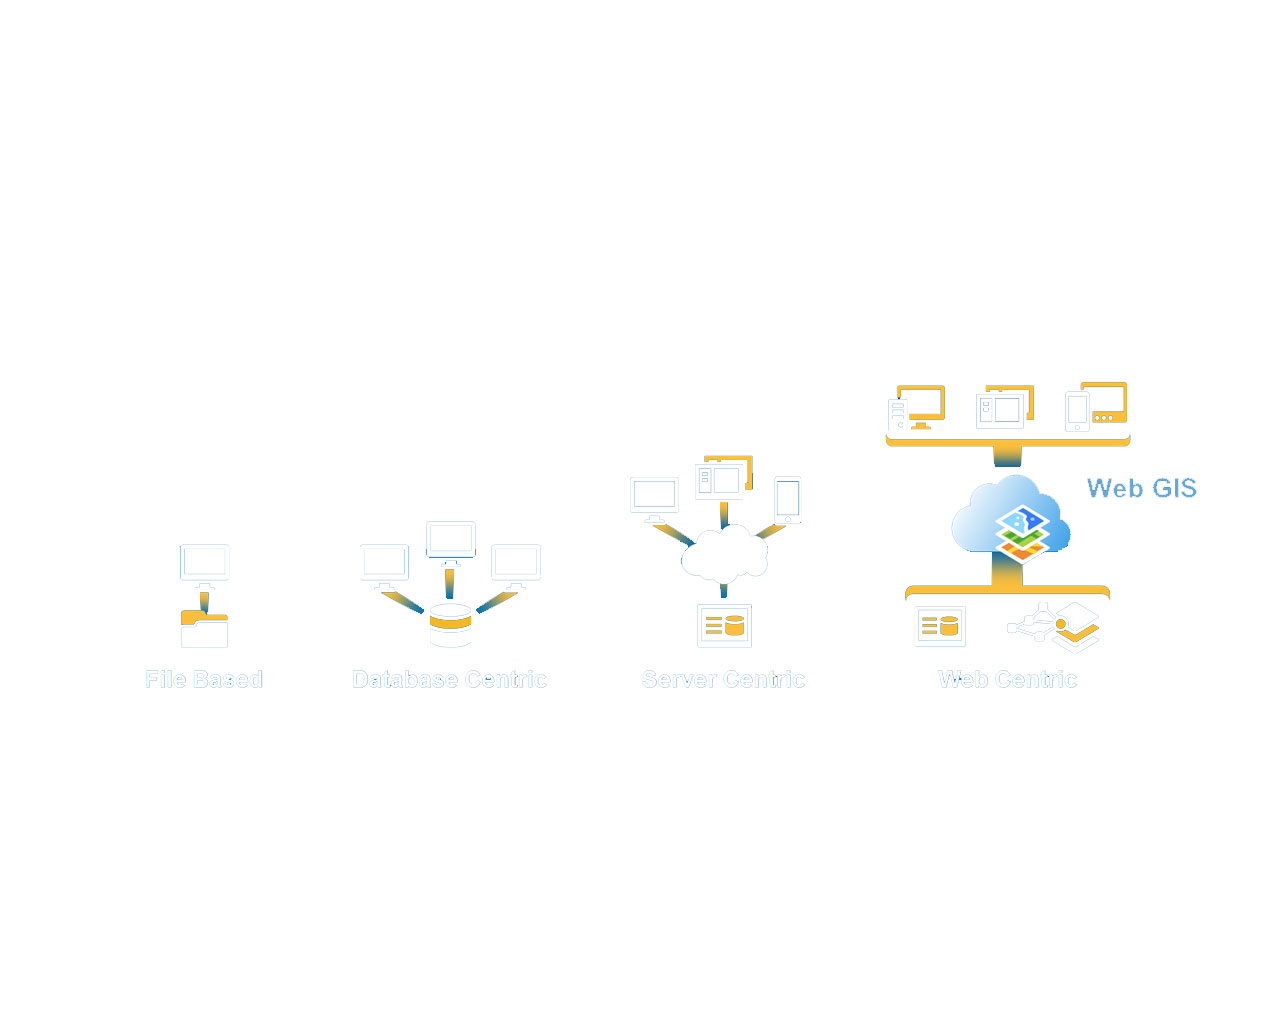 Web GIS
File Based
Database Centric
Server Centric
Web Centric